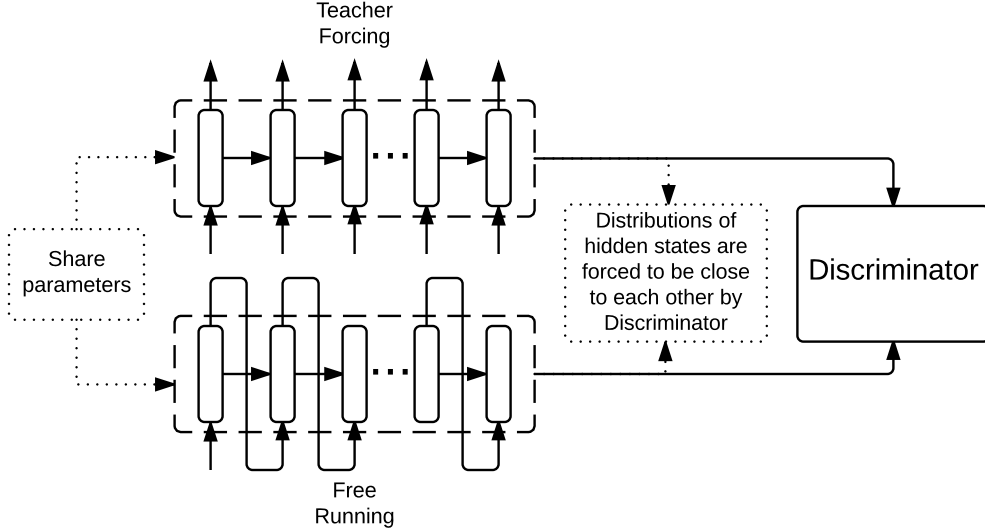 Teacher
Forcing
Share
parameters
Distributions of
hidden states are
forced to be close
to each other by
Discriminator
Discriminator
Free
Running